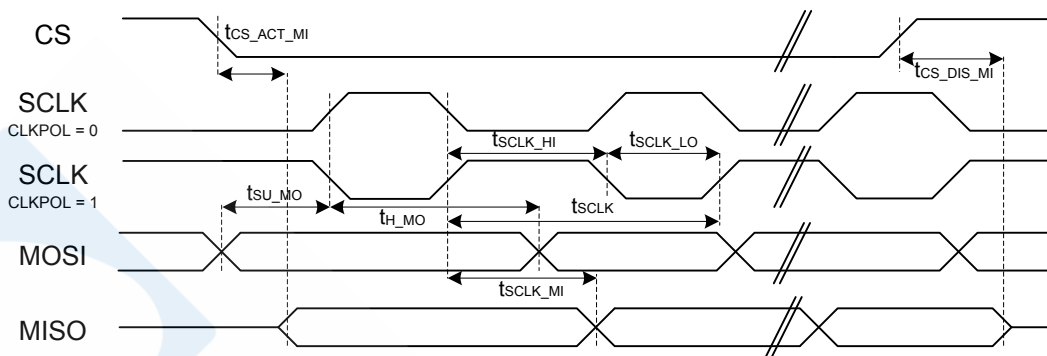 CS
tCS_ACT_MI
tCS_DIS_MI
SCLK
CLKPOL = 0
tSCLK_HI
tSCLK_LO
SCLK
CLKPOL = 1
tSU_MO
tH_MO
tSCLK
MOSI
tSCLK_MI
MISO